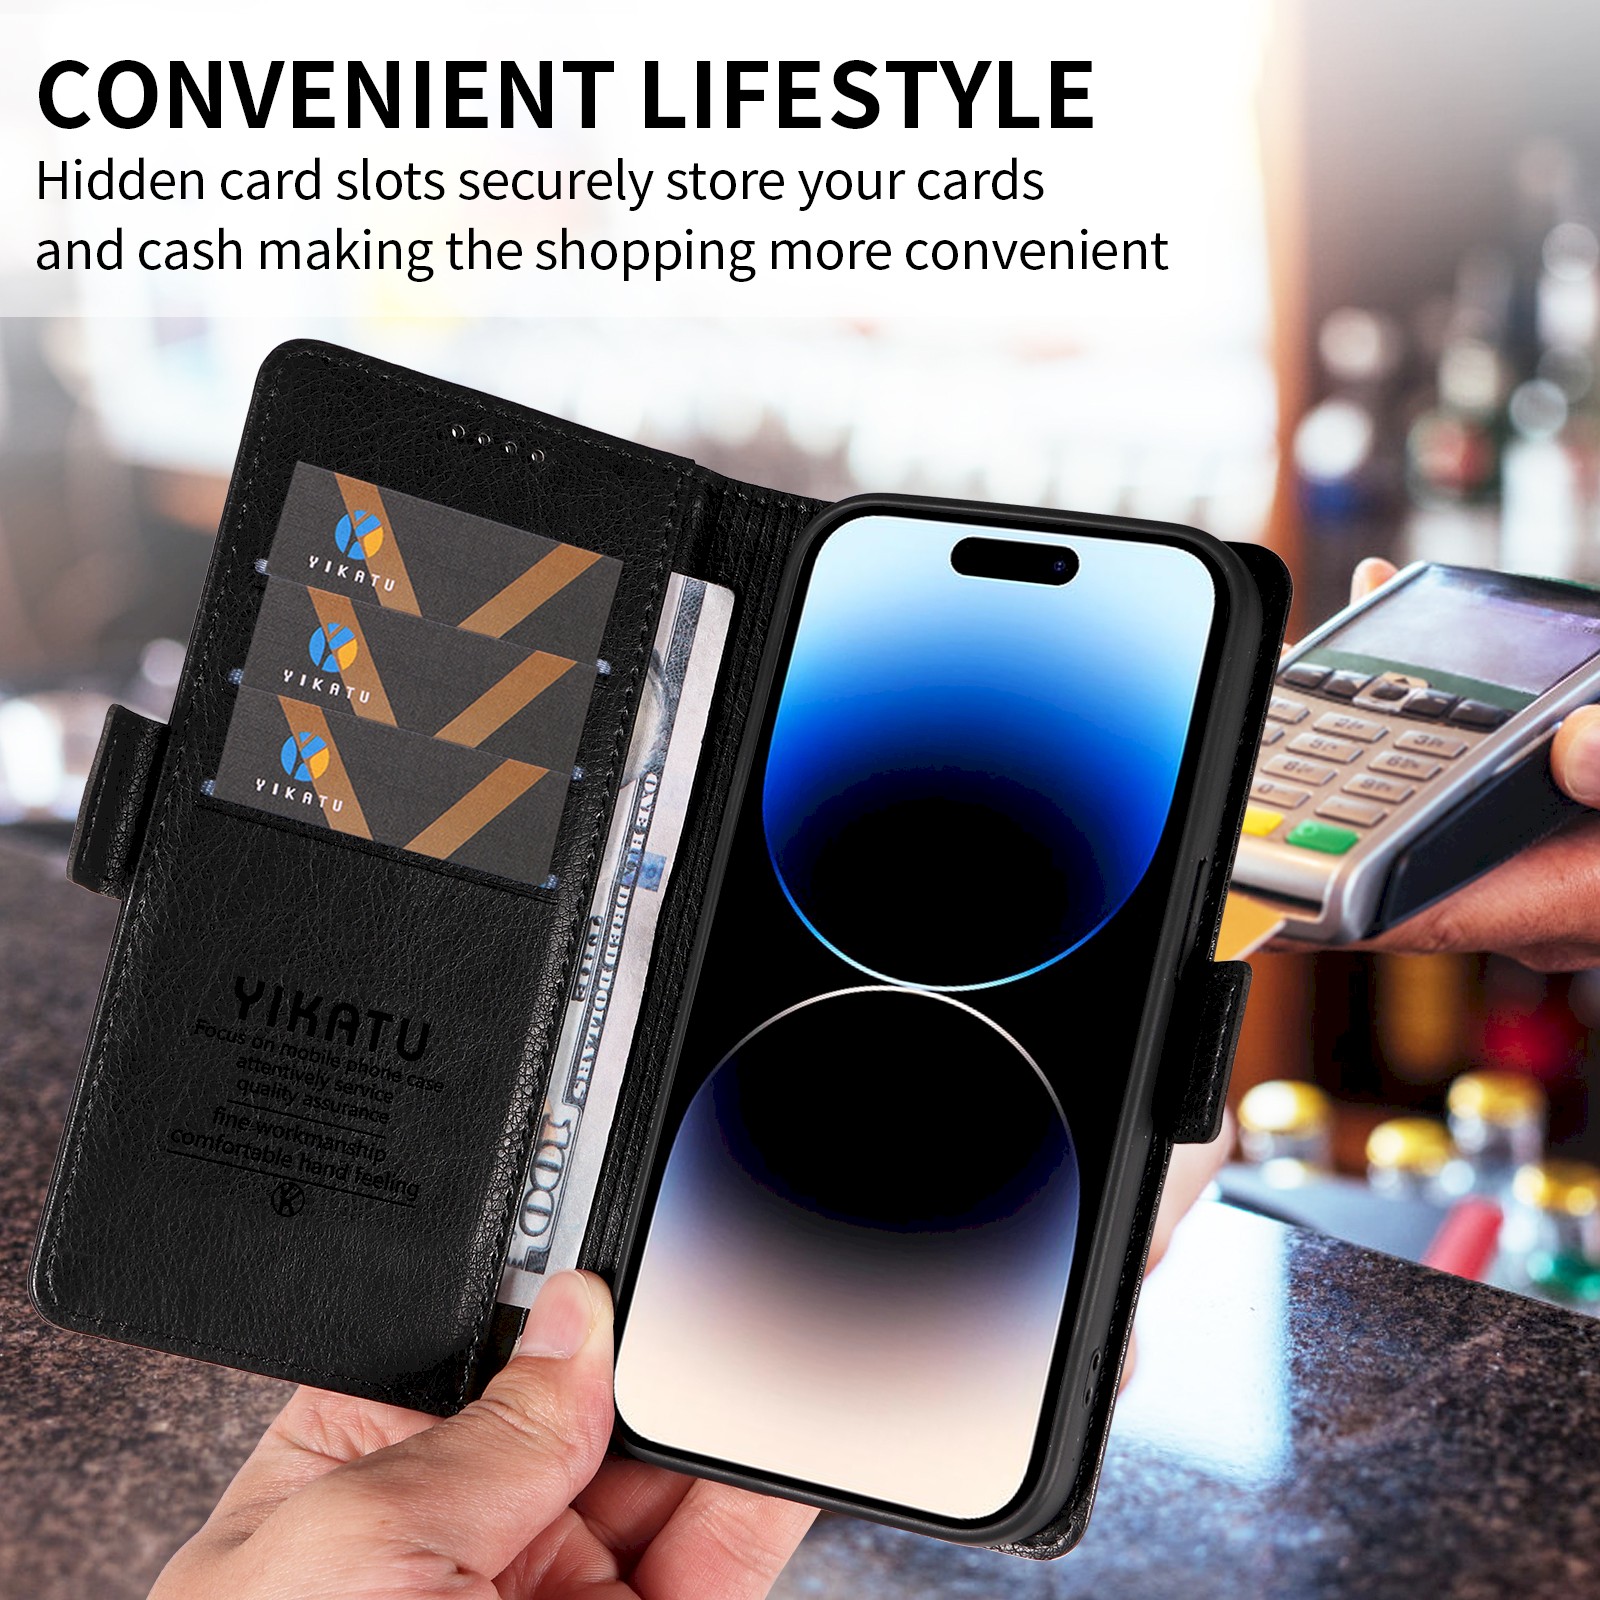 CONVENIENT LIFESTYLE
Hidden card slots securely store your cards
and cash making the shopping more convenient
YIKATU
YIKATU
YIKATU
YIKATU
Focus on mobile phone case
attentively service
quality assurance
fine workmanship
comfortable hand feeling